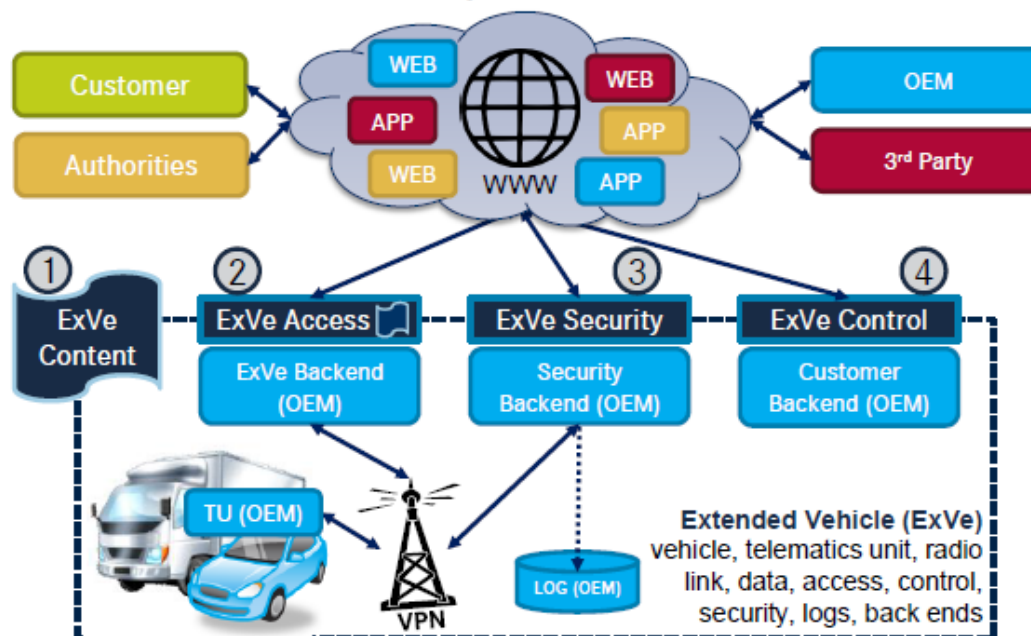 Customer
Authorities
WEB
APP
WEB
WWW
WEB
APP
APP
OEM
3rd Party
1
ExVe
Content
2
ExVe Access
ExVe Backend
(OEM)
3
ExVe Security
Security
Backend (OEM)
4
ExVe Control
Customer
Backend (OEM)
TU (OEM)
VPN
LOG (OEM)
Extended Vehicle (ExVe)
vehicle, telematics unit, radio
link, data, access, control,
security, logs, back ends